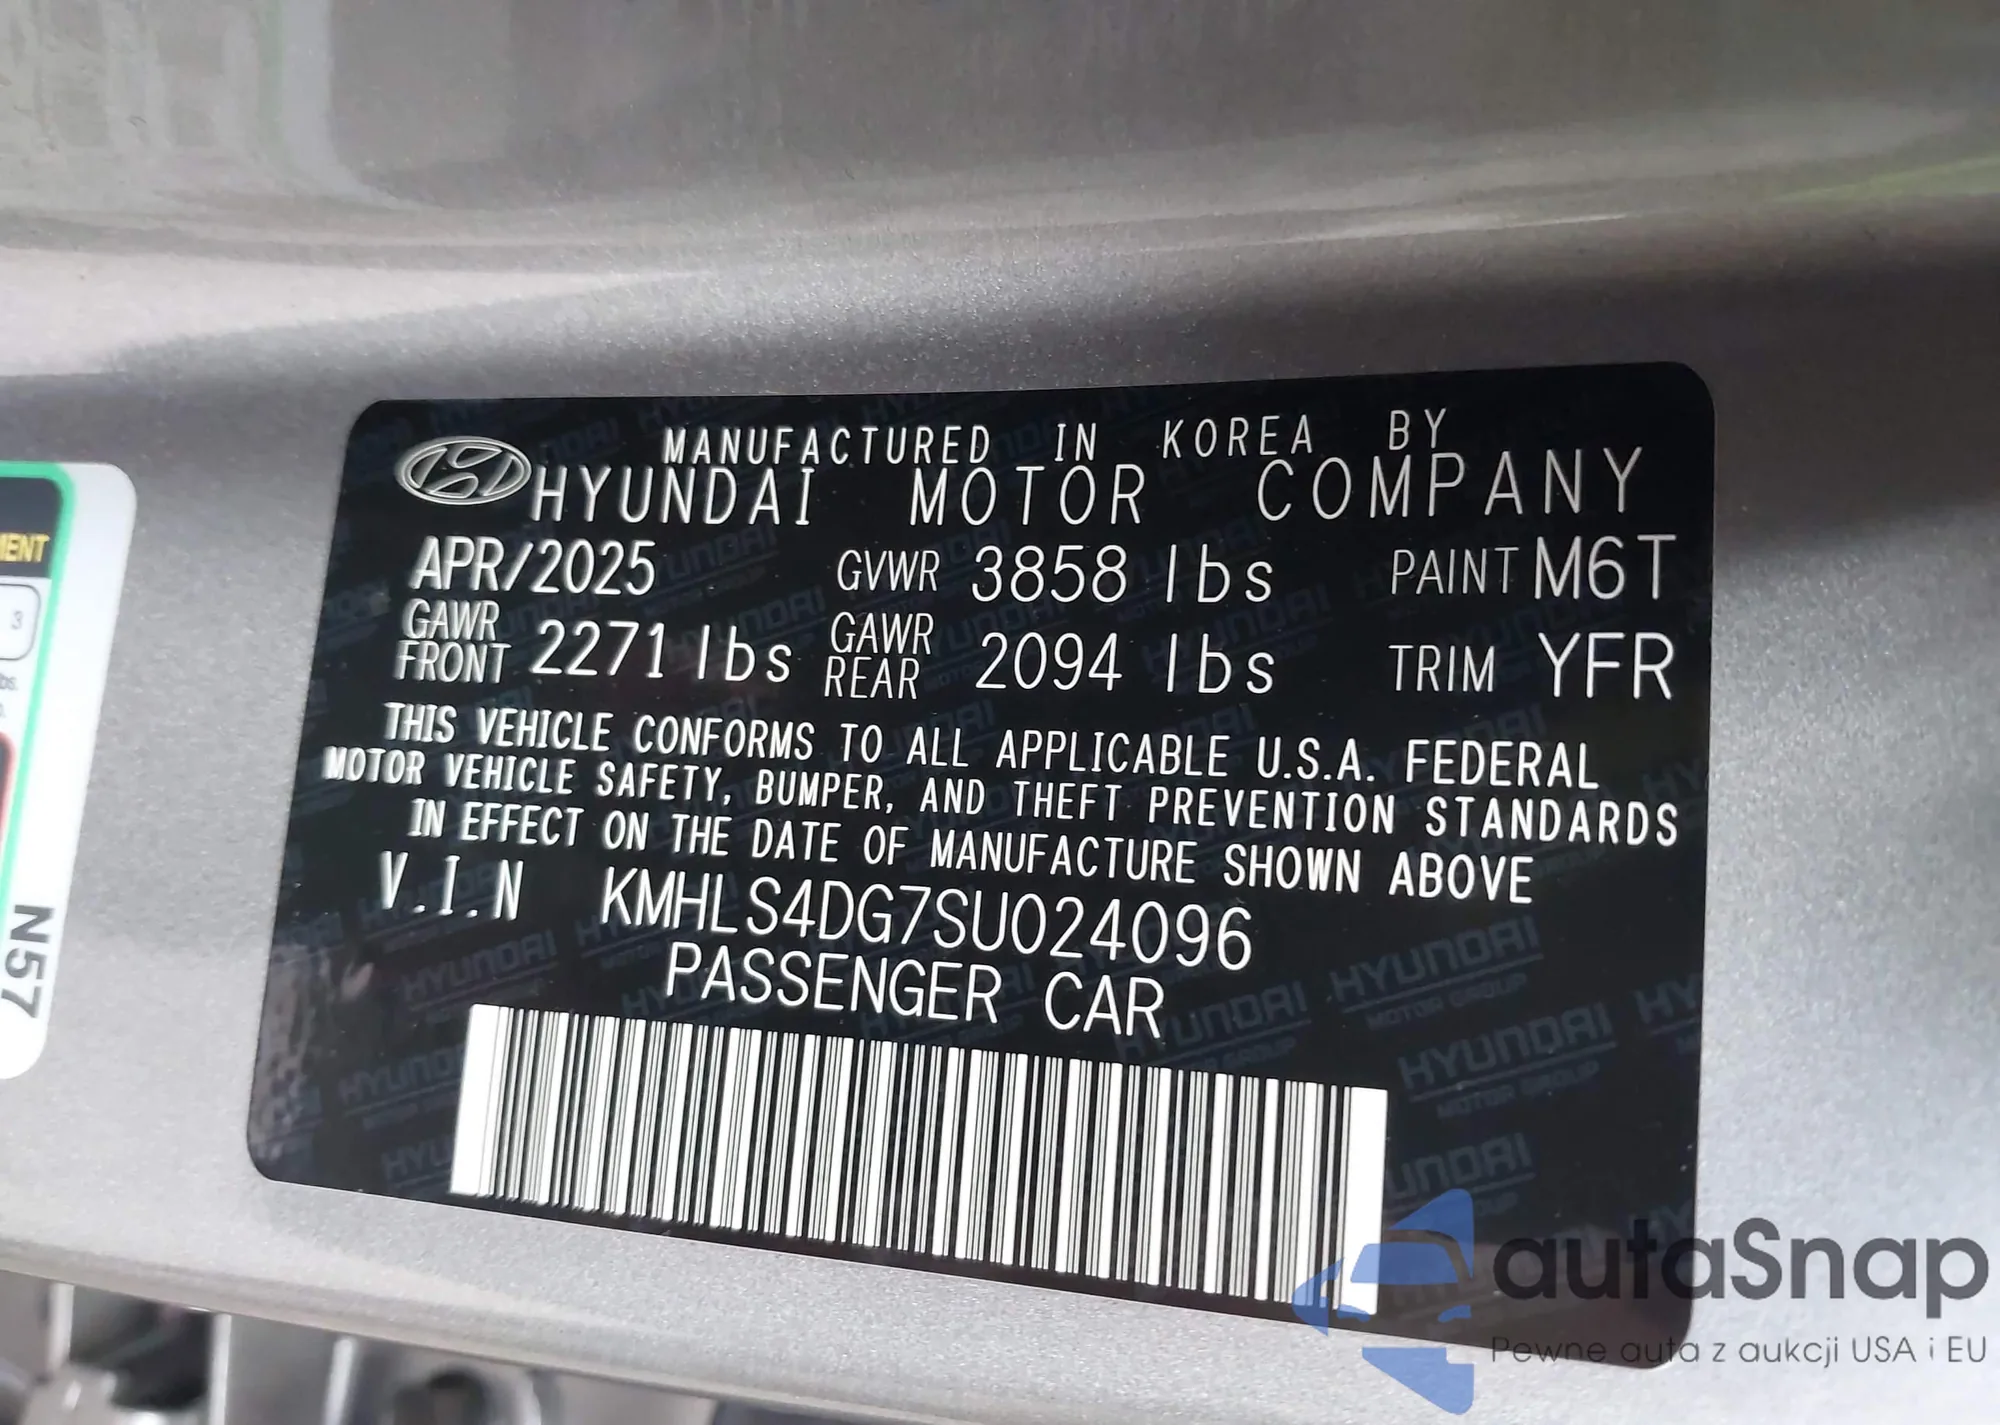 MANUFACTURED IN KOREA BY
HYUNDAI MOTOR COMPANY
APR/2025 GVWR 3858 lbs PAINT M6T
GAWR FRONT 2271 lbs GAWR REAR 2094 lbs TRIM YFR
THIS VEHICLE CONFORMS TO ALL APPLICABLE U.S.A. FEDERAL
MOTOR VEHICLE SAFETY, BUMPER, AND THEFT PREVENTION STANDARDS
IN EFFECT ON THE DATE OF MANUFACTURE SHOWN ABOVE
V.I.N KMHLS4DG7SU024096
PASSENGER CAR
3
N57
autaSnap
Pewne auta z aukcji USA i EU